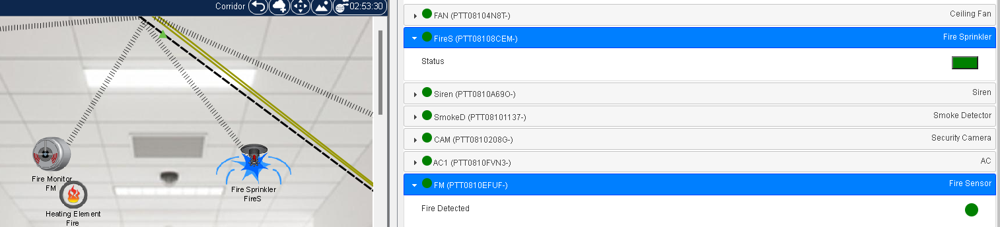 Corridor 02:53:30
Fire Monitor
FM
Heating Element
Fire
Fire Sprinkler
FireS
FAN (PTT08104N8T-) Ceiling Fan
FireS (PTT08108CEM-) Fire Sprinkler
Status
Siren (PTT0810A69O-) Siren
SmokeD (PTT08101137-) Smoke Detector
CAM (PTT0810208G-) Security Camera
AC1 (PTT0810FVN3-) AC
FM (PTT0810EFUF-) Fire Sensor
Fire Detected